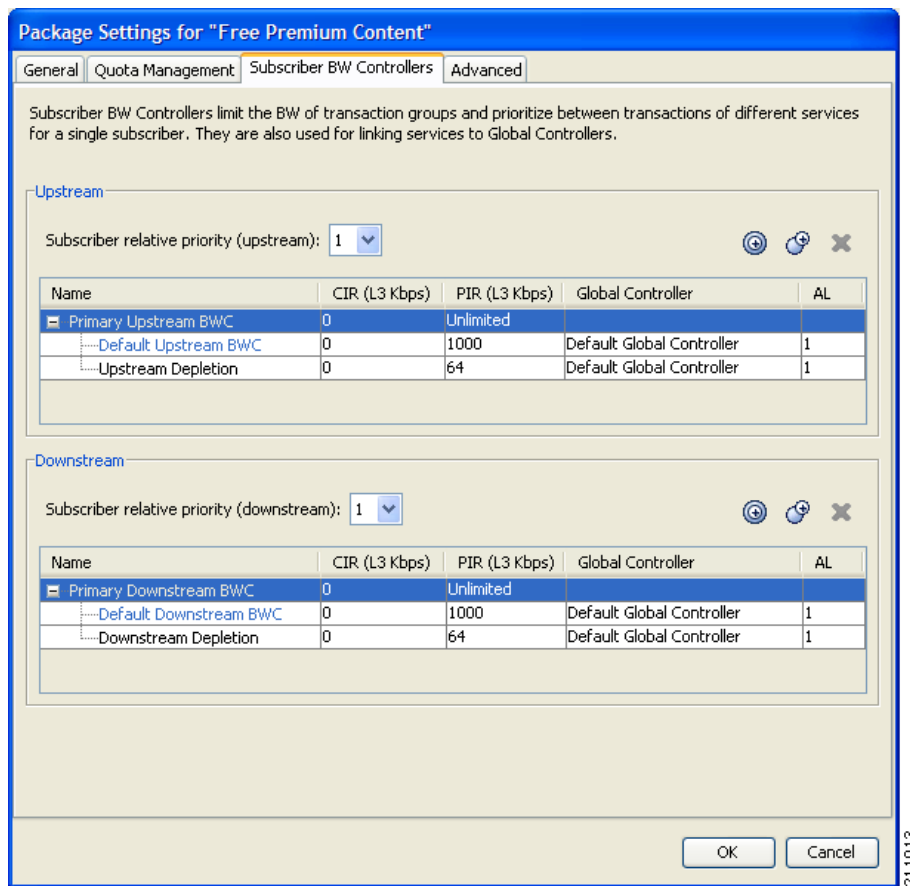 Package Settings for "Free Premium Content"
General Quota Management Subscriber BW Controllers Advanced
Subscriber BW Controllers limit the BW of transaction groups and prioritize between transactions of different services
for a single subscriber. They are also used for linking services to Global Controllers.
Upstream
Subscriber relative priority (upstream): 1
Name CIR (L3 Kbps) PIR (L3 Kbps) Global Controller AL
Primary Upstream BWC 0 Unlimited
Default Upstream BWC 0 1000 Default Global Controller 1
Upstream Depletion 0 64 Default Global Controller 1
Downstream
Subscriber relative priority (downstream): 1
Name CIR (L3 Kbps) PIR (L3 Kbps) Global Controller AL
Primary Downstream BWC 0 Unlimited
Default Downstream BWC 0 1000 Default Global Controller 1
Downstream Depletion 0 64 Default Global Controller 1
OK Cancel